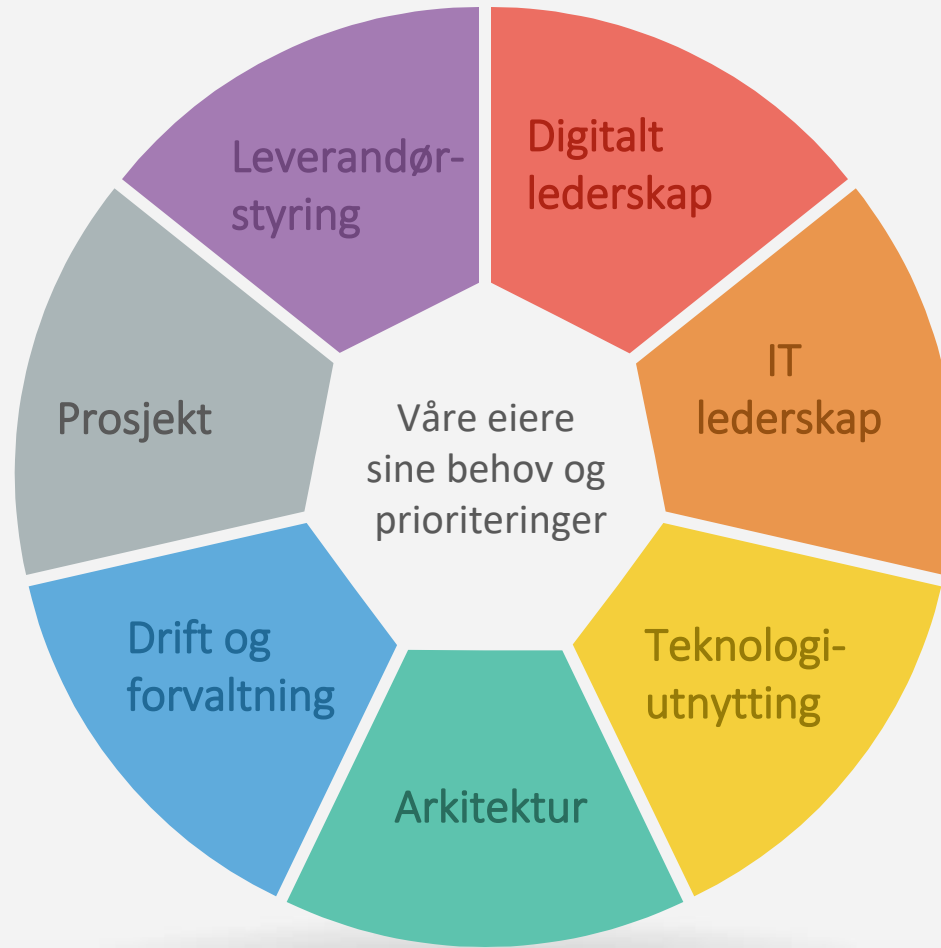 Leverandør-
styring
Digitalt
lederskap
IT
lederskap
Prosjekt
Våre eiere
sine behov og
prioriteringer
Drift og
forvaltning
Teknologi-
utnytting
Arkitektur